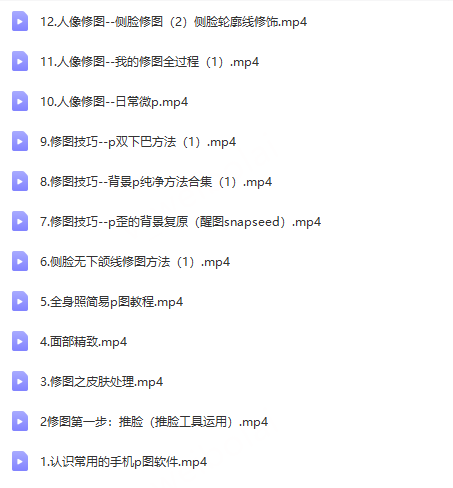 12.人像修图--侧脸修图（2）侧脸轮廓线修饰.mp4
11.人像修图--我的修图全过程（1）.mp4
10.人像修图--日常微p.mp4
9.修图技巧--p双下巴方法（1）.mp4
8.修图技巧--背景p纯净方法合集（1）.mp4
7.修图技巧--p歪的背景复原（醒图snapseed）.mp4
6.侧脸无下颌线修图方法（1）.mp4
5.全身照简易p图教程.mp4
4.面部精致.mp4
3.修图之皮肤处理.mp4
2修图第一步：推脸（推脸工具运用）.mp4
1.认识常用的手机p图软件.mp4